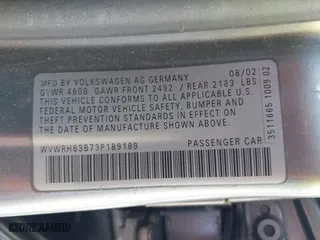 MFD BY VOLKSWAGEN AG GERMANY 08/02
GVWR 4608 GAWR FRONT 2492 / REAR 2183 LBS
THIS VEHICLE CONFORMS TO ALL APPLICABLE
FEDERAL MOTOR VEHICLE SAFETY, BUMPER AND
THEFT PREVENTION STANDARDS IN EFFECT ON
THE DATE OF MANUFACTURE SHOWN ABOVE.
WVWRH63B73P189189 PASSENGER CAR
3511665 1009 02